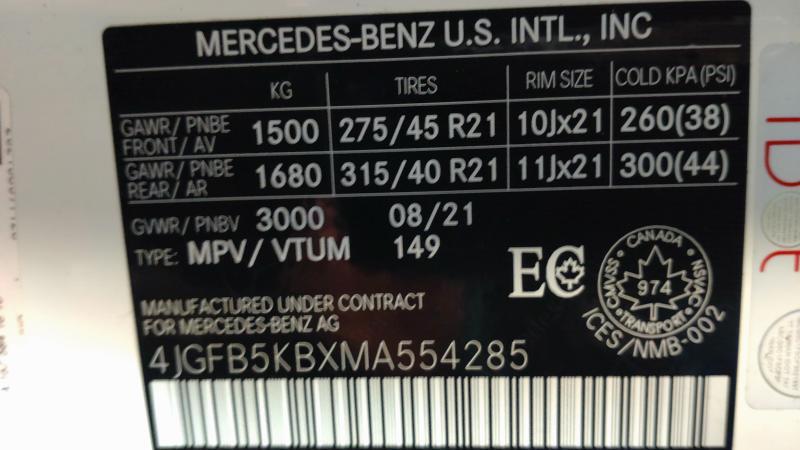 MERCEDES-BENZ U.S. INTL., INC
KG TIRES RIM SIZE COLD KPA (PSI)
GAWR/ PNBE FRONT/ AV 1500 275/45 R21 10Jx21 260(38)
GAWR/ PNBE REAR/ AR 1680 315/40 R21 11Jx21 300(44)
GVWR/ PNBV 3000 08/21
TYPE: MPV/ VTUM 149
EC
CANADA
CMVSS-NSVAC
974
TRANSPORT
ICES/NMB-002
MANUFACTURED UNDER CONTRACT
FOR MERCEDES-BENZ AG
4JGFB5KBXMA554285